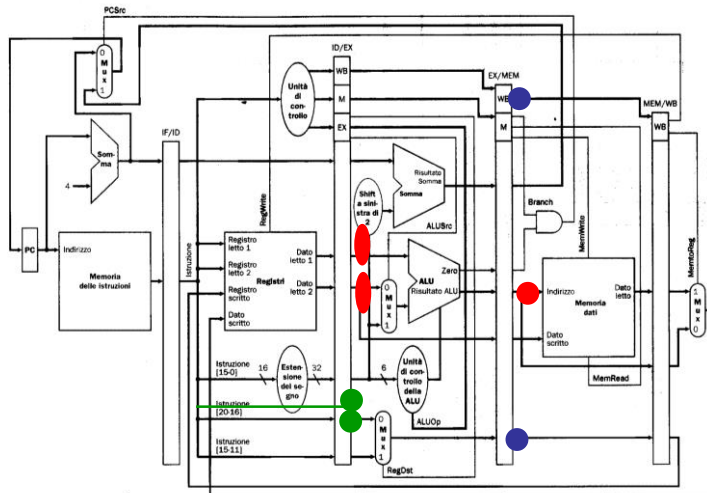 PCSrc
0
M
u
x
1
ID/EX
WB
M
EX
Unità
di con-
trollo
EX/MEM
WB
M
MEM/WB
WB
IF/ID
Som-
ma
4
PC
Indirizzo
Memoria
delle istruzioni
Istruzione
RegWrite
Registro
letto 1
Registro
letto 2
Registro
scritto
Dato
scritto
Registri
Dato
letto 1
Dato
letto 2
Shift
a sini-
stra di
2
Risultato
Somma
Somma
ALUSrc
0
M
u
x
1
Zero
ALU
Risultato ALU
Branch
MemWrite
Indirizzo
Dato
letto
Memoria
dati
Dato
scritto
MemRead
MemtoReg
1
M
u
x
0
Istruzione
[15-0]
16
Esten-
sione
del segno
32
6
Unità
di con-
trollo
della
ALU
ALUOp
Istruzione
[20-16]
Istruzione
[15-11]
0
M
u
x
1
RegDst